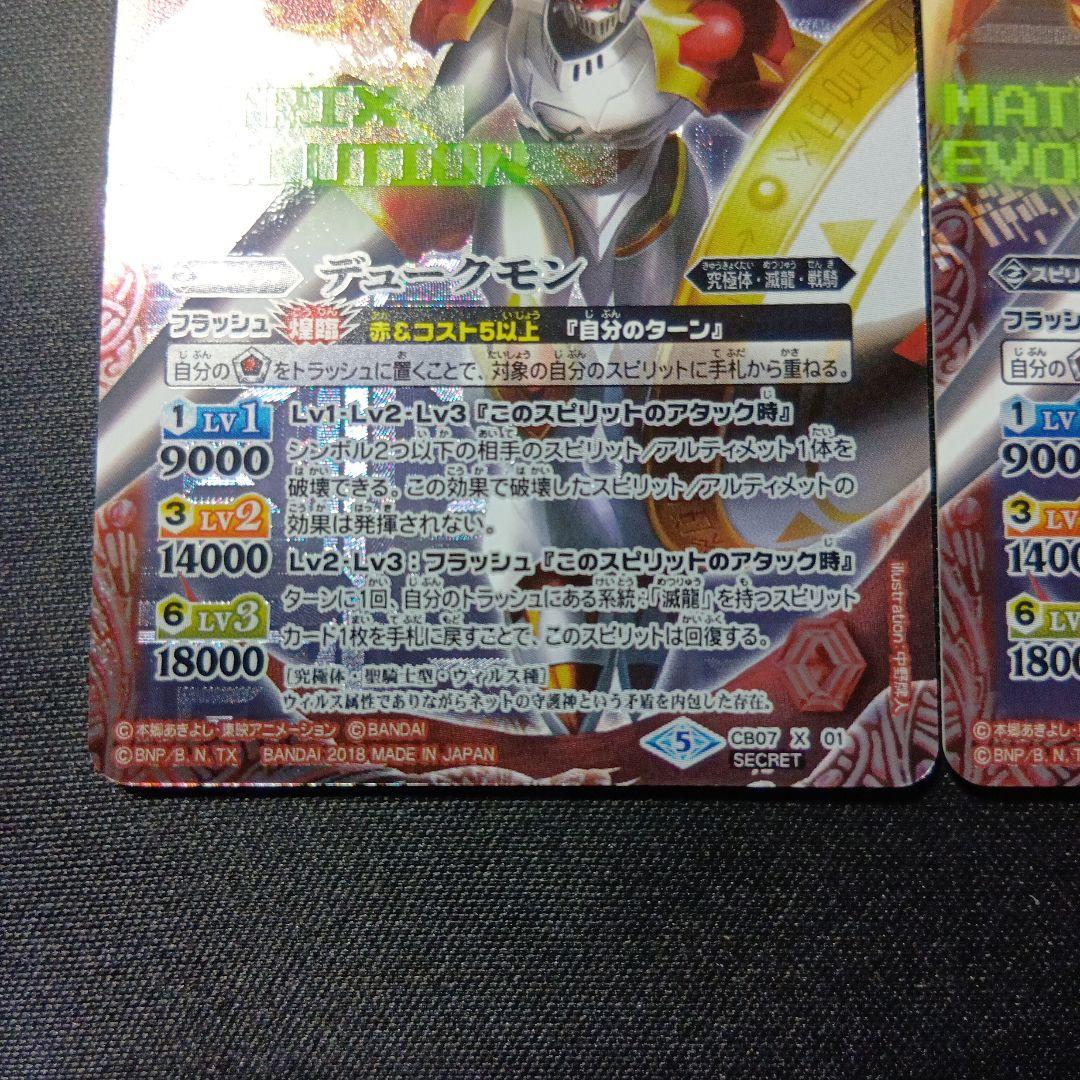 RIX
LUTION
デュークモン
究極体・滅龍・戦騎
フラッシュ 煌臨 赤&コスト5以上 『自分のターン』
自分の をトラッシュに置くことで、対象の自分のスピリットに手札から重ねる。
1 LV1
9000
3 LV2
14000
6 LV3
18000
Lv1・Lv2・Lv3『このスピリットのアタック時』
シンボル2つ以下の相手のスピリット/アルティメット1体を
破壊できる。この効果で破壊したスピリット/アルティメットの
効果は発揮されない。
Lv2・Lv3：フラッシュ『このスピリットのアタック時』
ターンに1回、自分のトラッシュにある系統：「滅龍」を持つスピリット
カード1枚を手札に戻すことで、このスピリットは回復する。
[究極体・聖騎士型・ウィルス種]
ウィルス属性でありながらネットの守護神という矛盾を内包した存在。
©本郷あきよし・東映アニメーション ©BANDAI
©BNP/B, N, TX BANDAI 2018 MADE IN JAPAN
5 CB07 X 01
SECRET
illustration:
MAT
EVO
2 スピリ
フラッシ
自分の
1 LV1
900
3 LV
1400
6 LV
1800
©本郷あき
©BNP/B. N. T